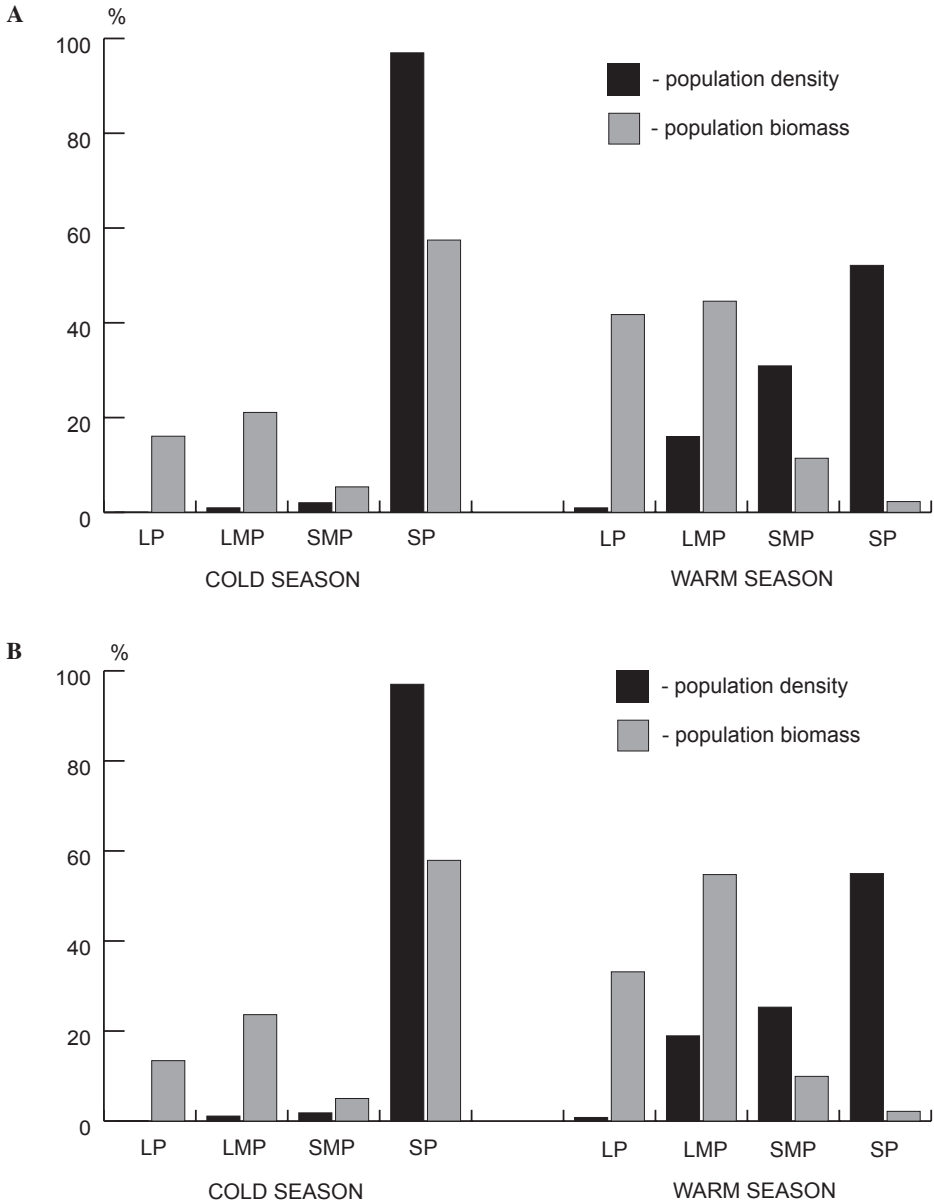 A
%
100
80
60
40
20
0
- population density
- population biomass
LP LMP SMP SP LP LMP SMP SP
COLD SEASON WARM SEASON
B
%
100
80
60
40
20
0
- population density
- population biomass
LP LMP SMP SP LP LMP SMP SP
COLD SEASON WARM SEASON